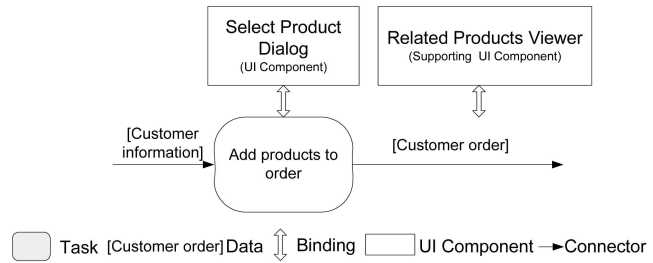 Select Product
Dialog
(UI Component)
Related Products Viewer
(Supporting UI Component)
[Customer
information]
Add products to
order
[Customer order]
Task [Customer order] Data Binding UI Component Connector